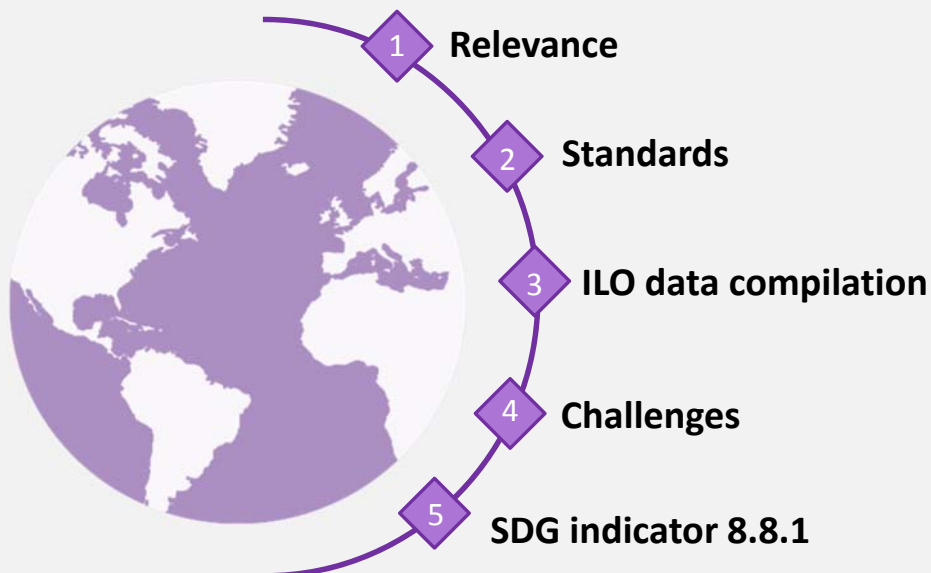 1 Relevance
2 Standards
3 ILO data compilation
4 Challenges
5 SDG indicator 8.8.1